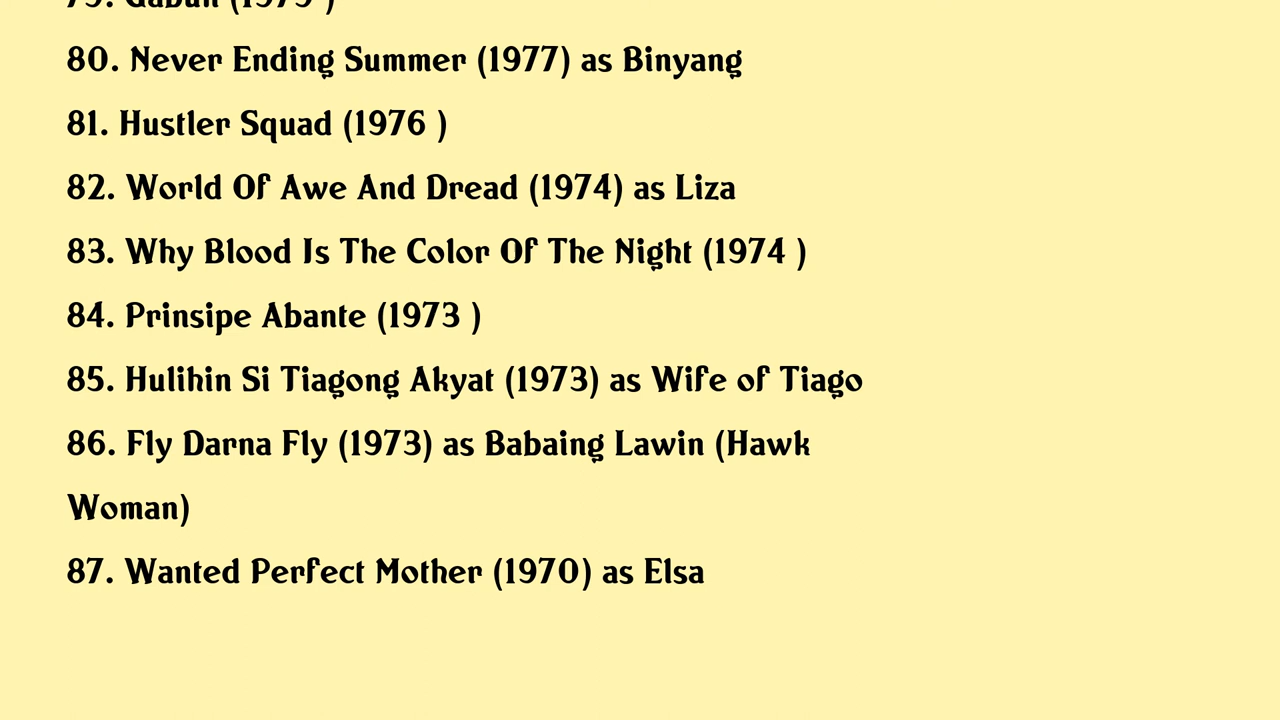 79. Gabun (1979 )
80. Never Ending Summer (1977) as Binyang
81. Hustler Squad (1976 )
82. World Of Awe And Dread (1974) as Liza
83. Why Blood Is The Color Of The Night (1974 )
84. Prinsipe Abante (1973 )
85. Hulihin Si Tiagong Akyat (1973) as Wife of Tiago
86. Fly Darna Fly (1973) as Babaing Lawin (Hawk
Woman)
87. Wanted Perfect Mother (1970) as Elsa